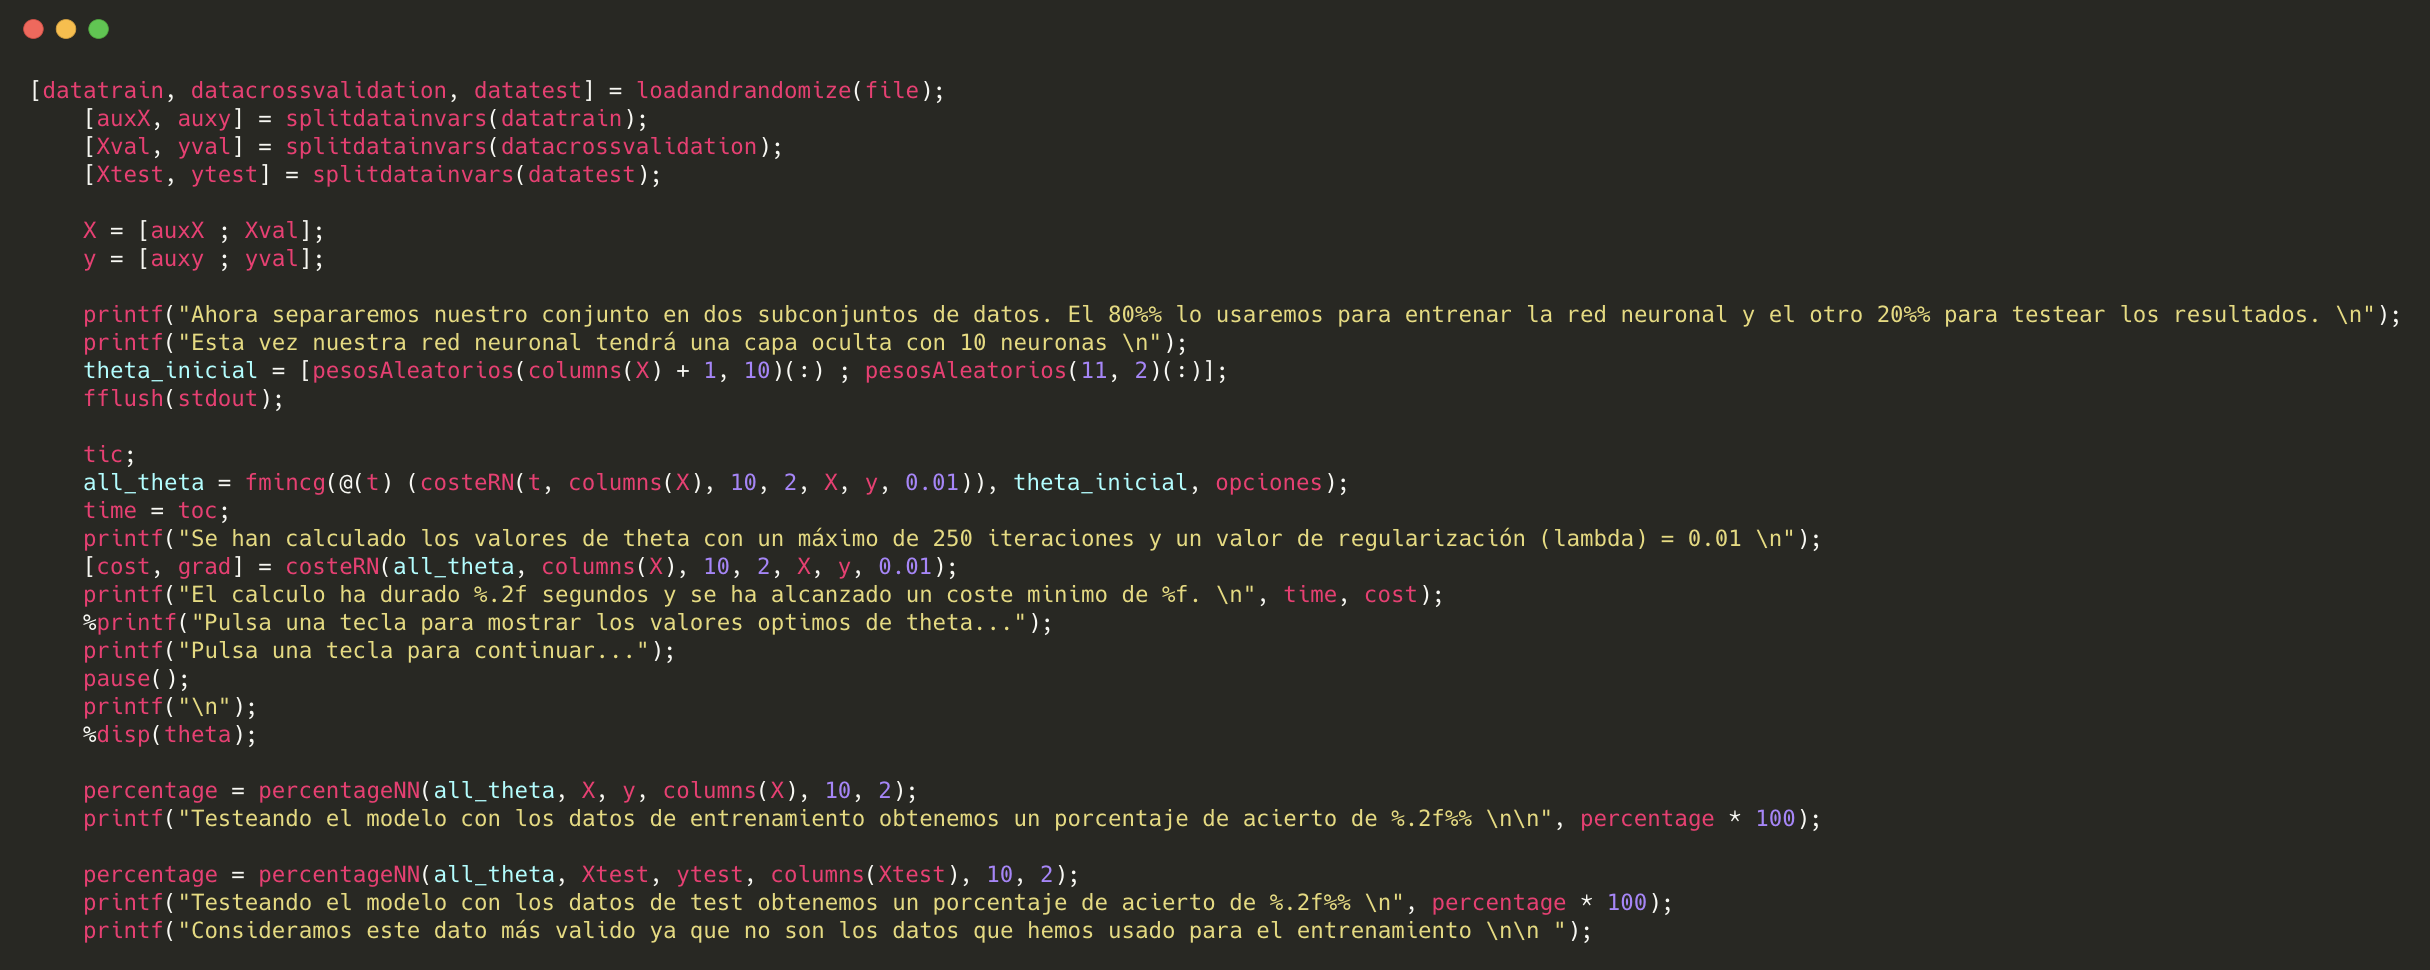 [datatrain, datacrossvalidation, datatest] = loadandrandomize(file);
[auxX, auxy] = splitdatainvars(datatrain);
[Xval, yval] = splitdatainvars(datacrossvalidation);
[Xtest, ytest] = splitdatainvars(datatest);
X = [auxX ; Xval];
y = [auxy ; yval];
printf("Ahora separaremos nuestro conjunto en dos subconjuntos de datos. El 80%% lo usaremos para entrenar la red neuronal y el otro 20%% para testear los resultados. \n");
printf("Esta vez nuestra red neuronal tendrá una capa oculta con 10 neuronas \n");
theta_inicial = [pesosAleatorios(columns(X) + 1, 10)(:) ; pesosAleatorios(11, 2)(:)];
fflush(stdout);
tic;
all_theta = fmincg(@(t) (costeRN(t, columns(X), 10, 2, X, y, 0.01)), theta_inicial, opciones);
time = toc;
printf("Se han calculado los valores de theta con un máximo de 250 iteraciones y un valor de regularización (lambda) = 0.01 \n");
[cost, grad] = costeRN(all_theta, columns(X), 10, 2, X, y, 0.01);
printf("El calculo ha durado %.2f segundos y se ha alcanzado un coste minimo de %f. \n", time, cost);
%printf("Pulsa una tecla para mostrar los valores optimos de theta...");
printf("Pulsa una tecla para continuar...");
pause();
printf("\n");
%disp(theta);
percentage = percentageNN(all_theta, X, y, columns(X), 10, 2);
printf("Testeando el modelo con los datos de entrenamiento obtenemos un porcentaje de acierto de %.2f%% \n\n", percentage * 100);
percentage = percentageNN(all_theta, Xtest, ytest, columns(Xtest), 10, 2);
printf("Testeando el modelo con los datos de test obtenemos un porcentaje de acierto de %.2f%% \n", percentage * 100);
printf("Consideramos este dato más valido ya que no son los datos que hemos usado para el entrenamiento \n\n ");